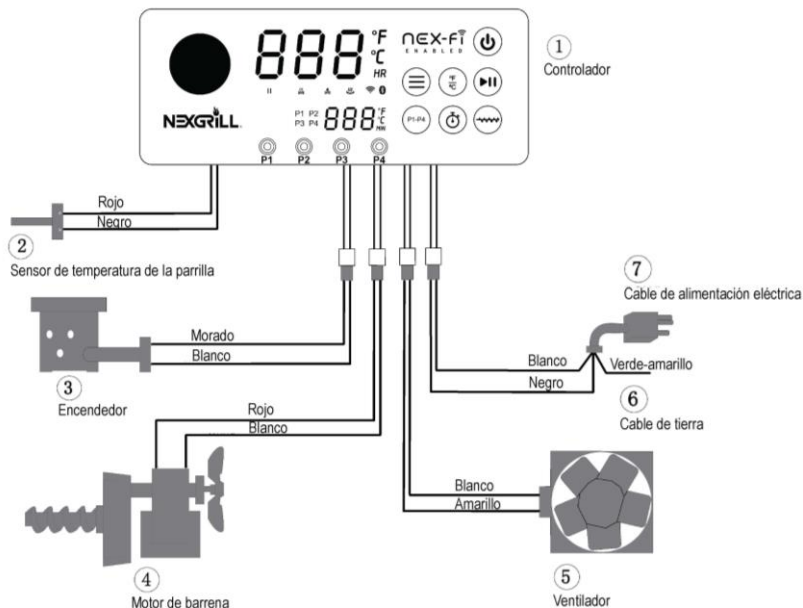 888 °F
°C
HR
nex-fi
ENABLED
°F
°C
P1 P2
P3 P4
888 °F
°C
P1-P4
NEXGRILL
P1 P2 P3 P4
1
Controlador
Rojo
Negro
2
Sensor de temperatura de la parrilla
7
Cable de alimentación eléctrica
Morado
Blanco
3
Encendedor
Blanco
Negro
Verde-amarillo
6
Cable de tierra
Rojo
Blanco
Blanco
Amarillo
4
Motor de barrena
5
Ventilador